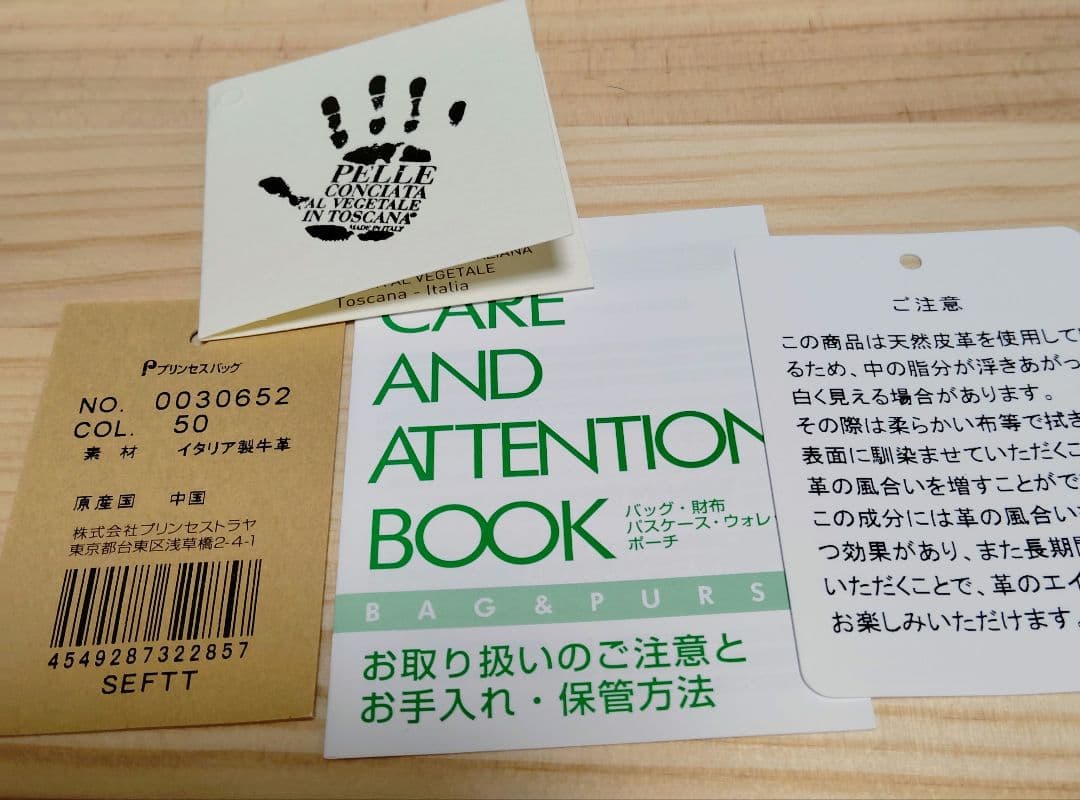 PELLE
CONCIATA
AL VEGETALE
IN TOSCANA
MADE IN ITALY
AL VEGETALE
Toscana - Italia
プリンセスバッグ
NO. 0030652
COL. 50
素材 イタリア製牛革
原産国 中国
株式会社プリンセストラヤ
東京都台東区浅草橋2-4-1
4549287322857
SEFTT
CARE
AND
ATTENTION
BOOK
バッグ・財布
パスケース・ウォレ
ポーチ
BAG & PURS
お取り扱いのご注意と
お手入れ・保管方法
ご注意
この商品は天然皮革を使用して
るため、中の脂分が浮きあがっ
白く見える場合があります。
その際は柔らかい布等で拭き
表面に馴染ませていただくこ
革の風合いを増すことがで
この成分には革の風合い
つ効果があり、また長期
いただくことで、革のエイ
お楽しみいただけます。